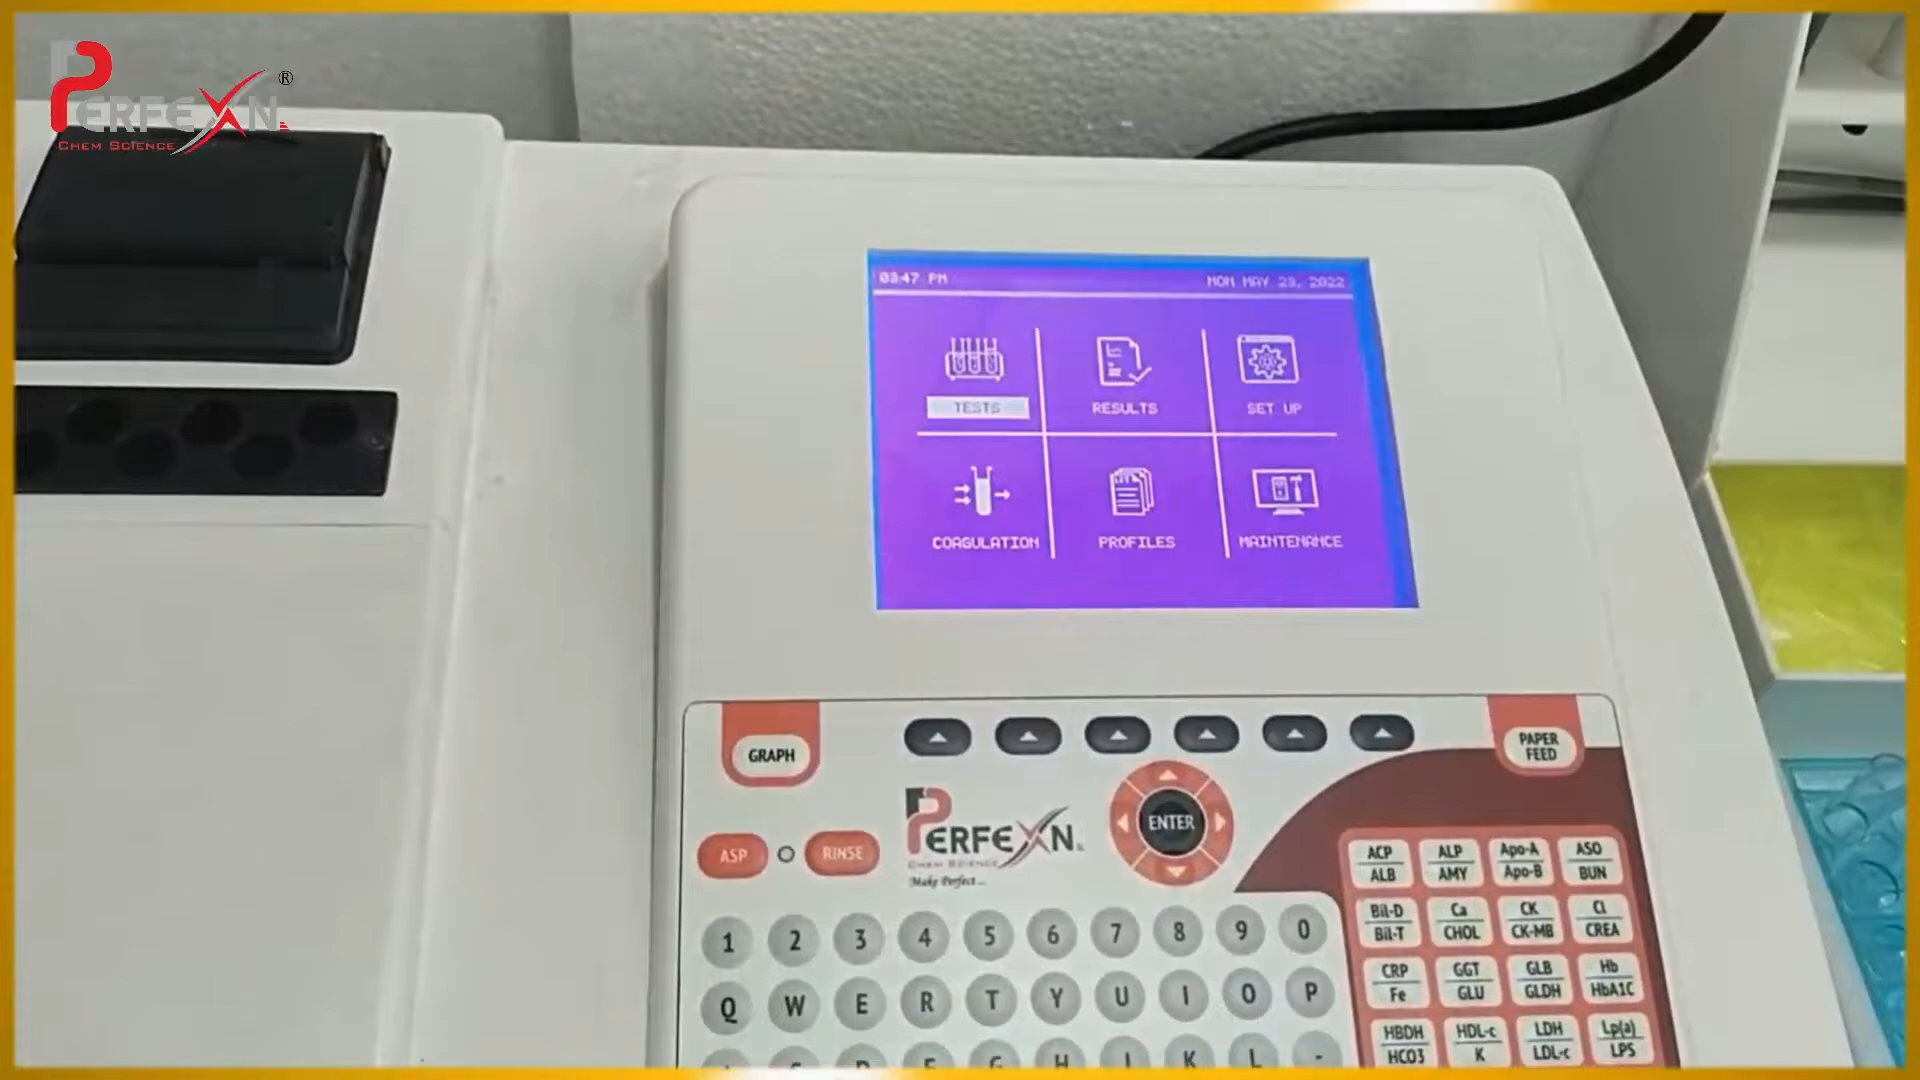 PERFEXN ®
CHEM SCIENCE
03:47 PM MON MAY 23, 2022
TESTS RESULTS SET UP
COAGULATION PROFILES MAINTENANCE
GRAPH
PAPER
FEED
ENTER
ASP RINSE
PERFEXN
CHEM SCIENCE
Make Perfect...
ACP ALP Apo-A ASO
ALB AMY Apo-B BUN
Bil-D Ca CK Cl
Bil-T CHOL CK-MB CREA
CRP GGT GLB Hb
Fe GLU GLDH HbA1C
HBDH HDL-c LDH Lp(a)
HCO3 K LDL-c LPS
1 2 3 4 5 6 7 8 9 0
Q W E R T Y U I O P
G H K L -